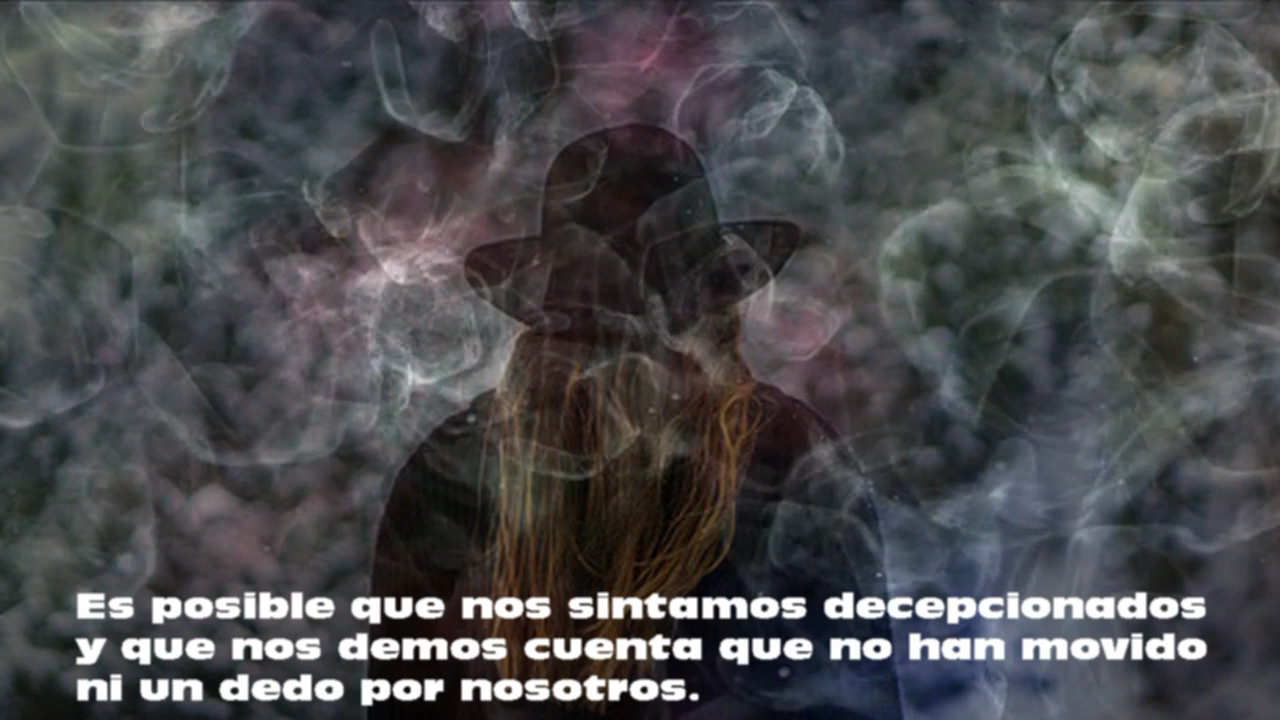 Es posible que nos sintamos decepcionados
y que nos demos cuenta que no han movido
ni un dedo por nosotros.